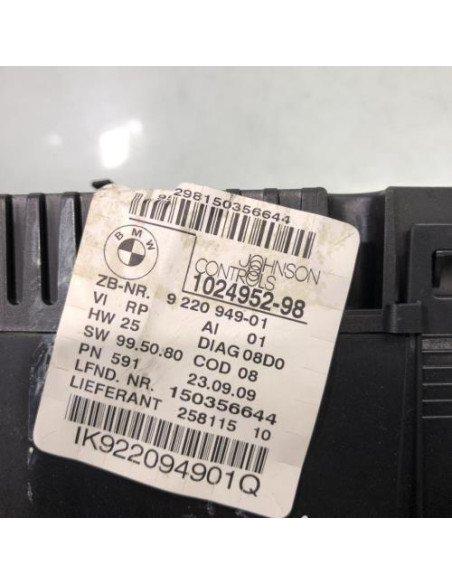 298150356644
BMW
JOHNSON
CONTROLS
1024952-98
ZB-NR. 9 220 949-01
VI RP AI 01
HW 25 DIAG 08D0
SW 99.50.80 COD 08
PN 591 23.09.09
LFND. NR. 150356644
LIEFERANT 258115 10
IK922094901Q